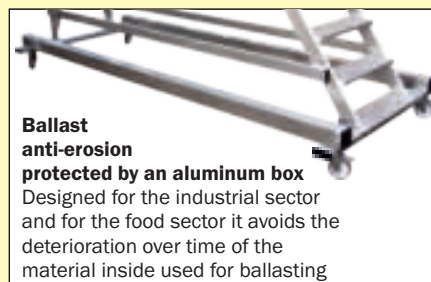 Ballast
anti-erosion
protected by an aluminum box
Designed for the industrial sector
and for the food sector it avoids the
deterioration over time of the
material inside used for ballasting